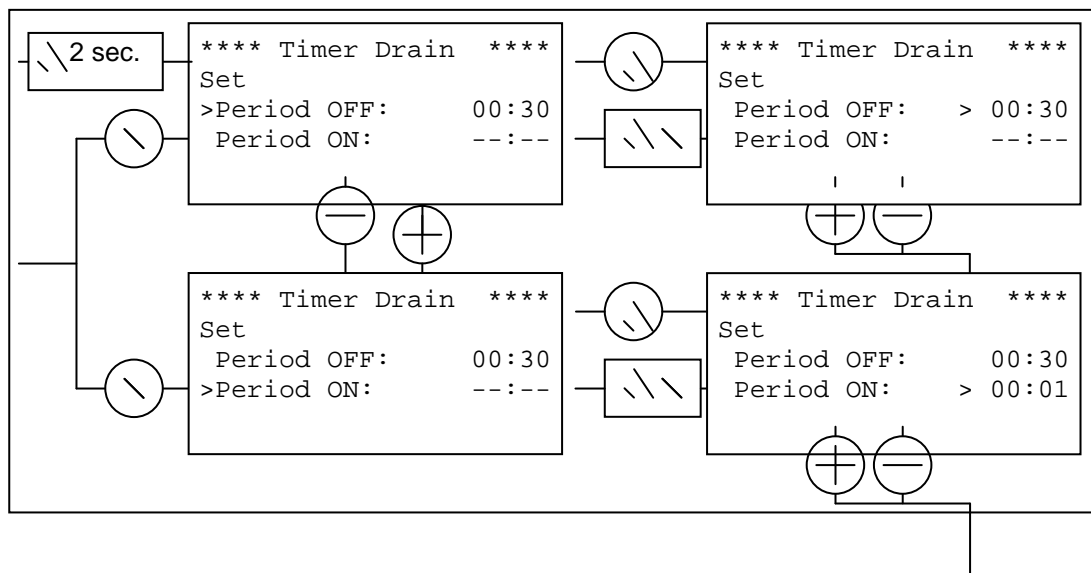 2 sec.
**** Timer Drain ****
Set
>Period OFF: 00:30
Period ON: --:--
**** Timer Drain ****
Set
Period OFF: > 00:30
Period ON: --:--
**** Timer Drain ****
Set
Period OFF: 00:30
>Period ON: --:--
**** Timer Drain ****
Set
Period OFF: 00:30
Period ON: > 00:01